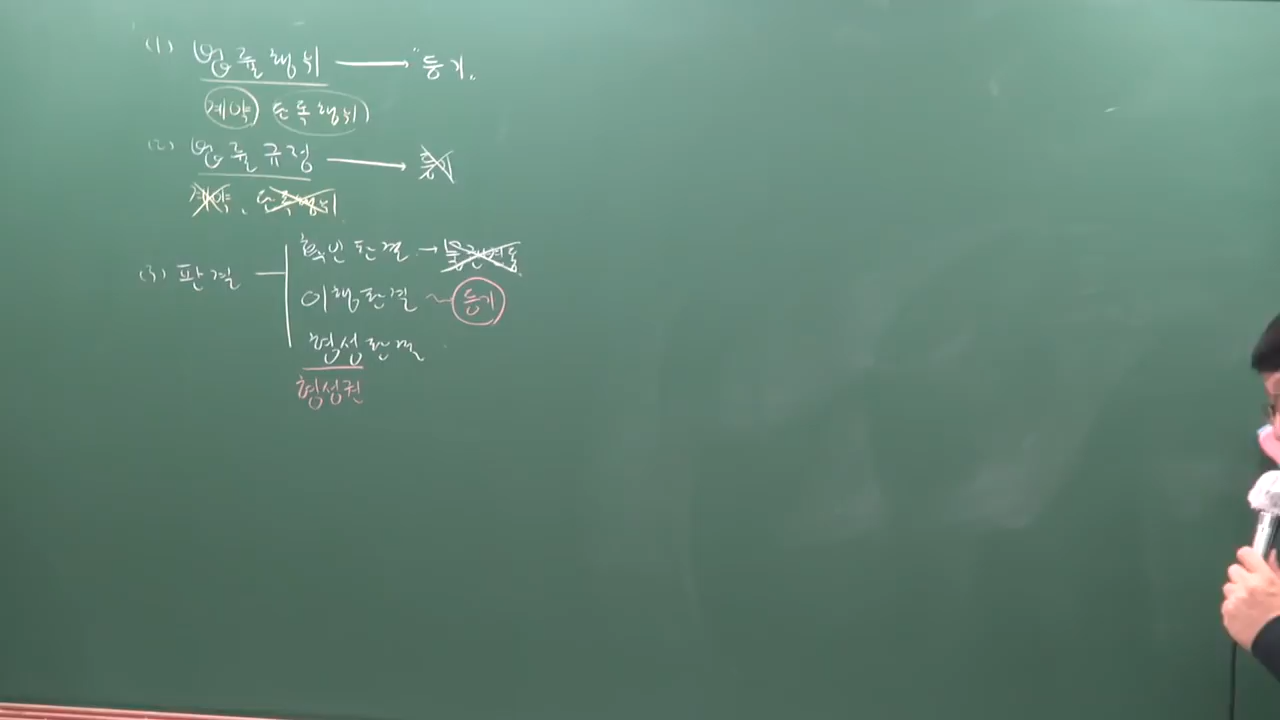 (1) 법률행위 → 등기.
계약 단독행위)
(2) 법률규정 → 등기
계약, 단독행위
(3) 판결 확인판결 → 물권변동
이행판결 ~ 등기
형성판결
형성권